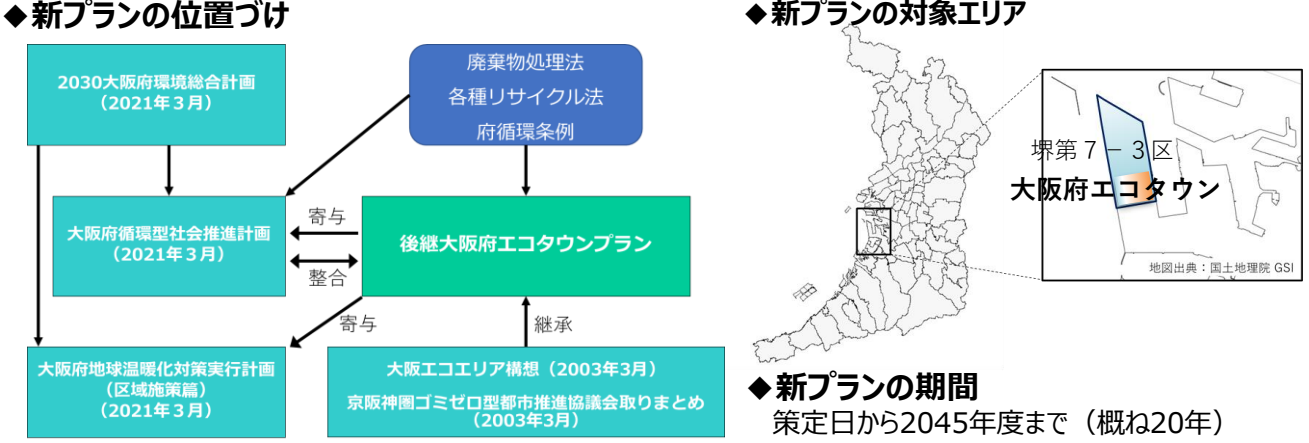 ◆新プランの位置づけ
2030大阪府環境総合計画
（2021年３月）
廃棄物処理法
各種リサイクル法
府循環条例
大阪府循環型社会推進計画
（2021年３月）
寄与
整合
後継大阪府エコタウンプラン
寄与
継承
大阪府地球温暖化対策実行計画
（区域施策篇）
（2021年３月）
大阪エコエリア構想（2003年3月）
京阪神圏ゴミゼロ型都市推進協議会取りまとめ
（2003年3月）
◆新プランの対象エリア
堺第７－３区
大阪府エコタウン
地図出典：国土地理院 GSI
◆新プランの期間
策定日から2045年度まで（概ね20年）